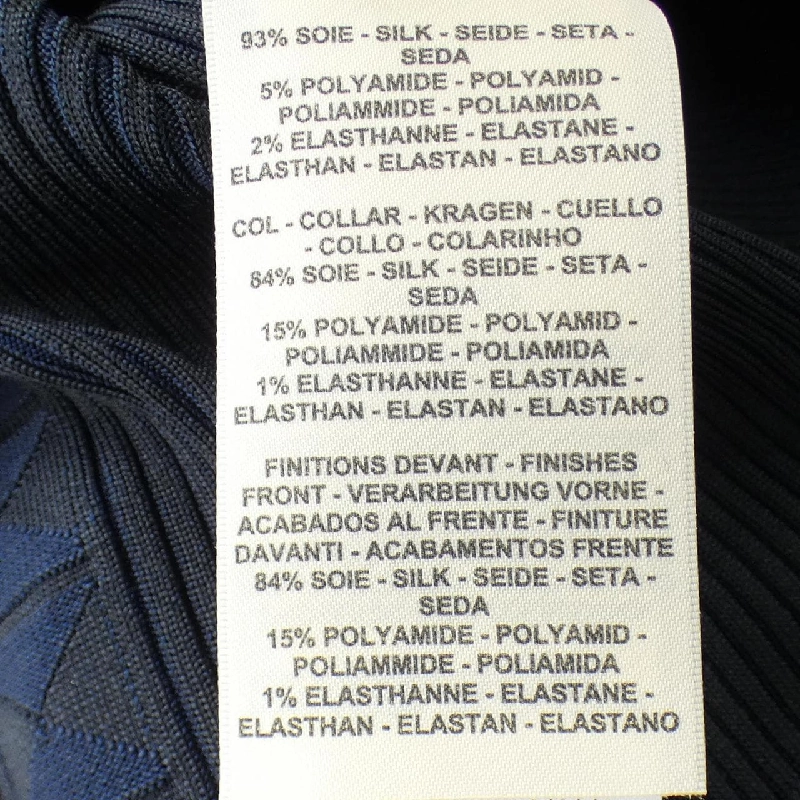 93% SOIE - SILK - SEIDE - SETA -
SEDA
5% POLYAMIDE - POLYAMID -
POLIAMMIDE - POLIAMIDA
2% ELASTHANNE - ELASTANE -
ELASTHAN - ELASTAN - ELASTANO
COL - COLLAR - KRAGEN - CUELLO
- COLLO - COLARINHO
84% SOIE - SILK - SEIDE - SETA -
SEDA
15% POLYAMIDE - POLYAMID -
POLIAMMIDE - POLIAMIDA
1% ELASTHANNE - ELASTANE -
ELASTHAN - ELASTAN - ELASTANO
FINITIONS DEVANT - FINISHES
FRONT - VERARBEITUNG VORNE -
ACABADOS AL FRENTE - FINITURE
DAVANTI - ACABAMENTOS FRENTE
84% SOIE - SILK - SEIDE - SETA -
SEDA
15% POLYAMIDE - POLYAMID -
POLIAMMIDE - POLIAMIDA
1% ELASTHANNE - ELASTANE -
ELASTHAN - ELASTAN - ELASTANO